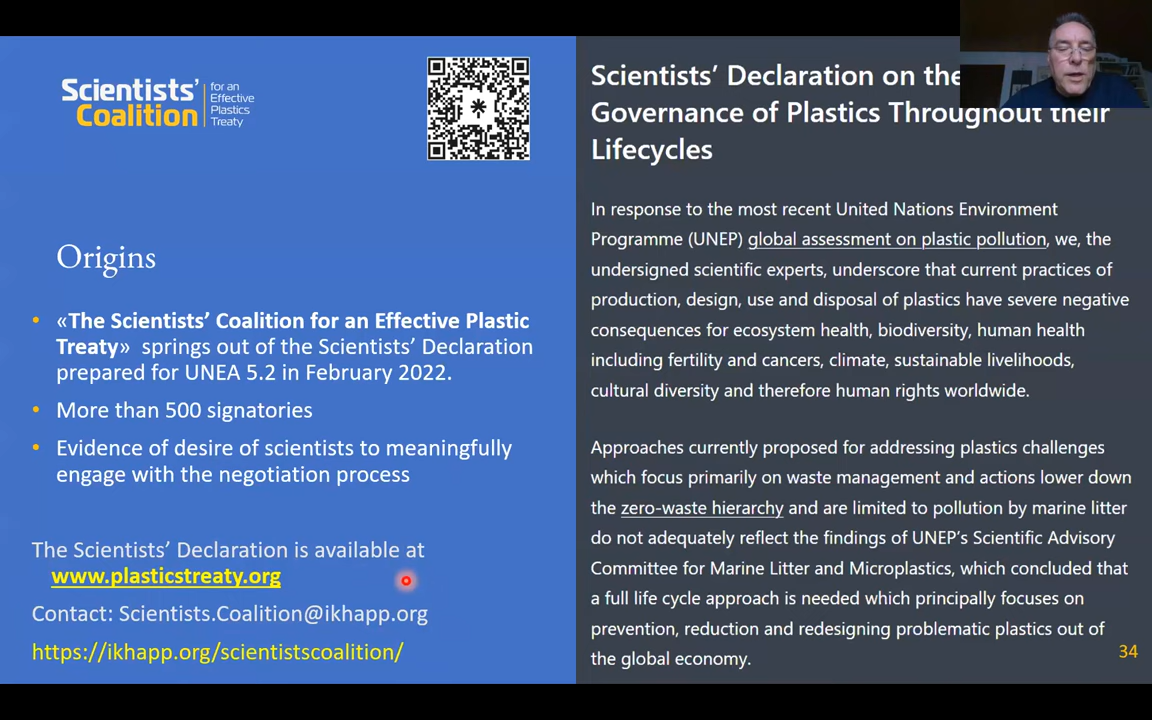 Scientists’ Coalition
for an Effective Plastics Treaty
Origins
• «The Scientists’ Coalition for an Effective Plastic
Treaty» springs out of the Scientists’ Declaration
prepared for UNEA 5.2 in February 2022.
• More than 500 signatories
• Evidence of desire of scientists to meaningfully
engage with the negotiation process
The Scientists’ Declaration is available at
www.plasticstreaty.org
Contact: Scientists.Coalition@ikhapp.org
https://ikhapp.org/scientistscoalition/
Scientists’ Declaration on the
Governance of Plastics Throughout their
Lifecycles
In response to the most recent United Nations Environment
Programme (UNEP) global assessment on plastic pollution, we, the
undersigned scientific experts, underscore that current practices of
production, design, use and disposal of plastics have severe negative
consequences for ecosystem health, biodiversity, human health
including fertility and cancers, climate, sustainable livelihoods,
cultural diversity and therefore human rights worldwide.
Approaches currently proposed for addressing plastics challenges
which focus primarily on waste management and actions lower down
the zero-waste hierarchy and are limited to pollution by marine litter
do not adequately reflect the findings of UNEP’s Scientific Advisory
Committee for Marine Litter and Microplastics, which concluded that
a full life cycle approach is needed which principally focuses on
prevention, reduction and redesigning problematic plastics out of
the global economy.
34